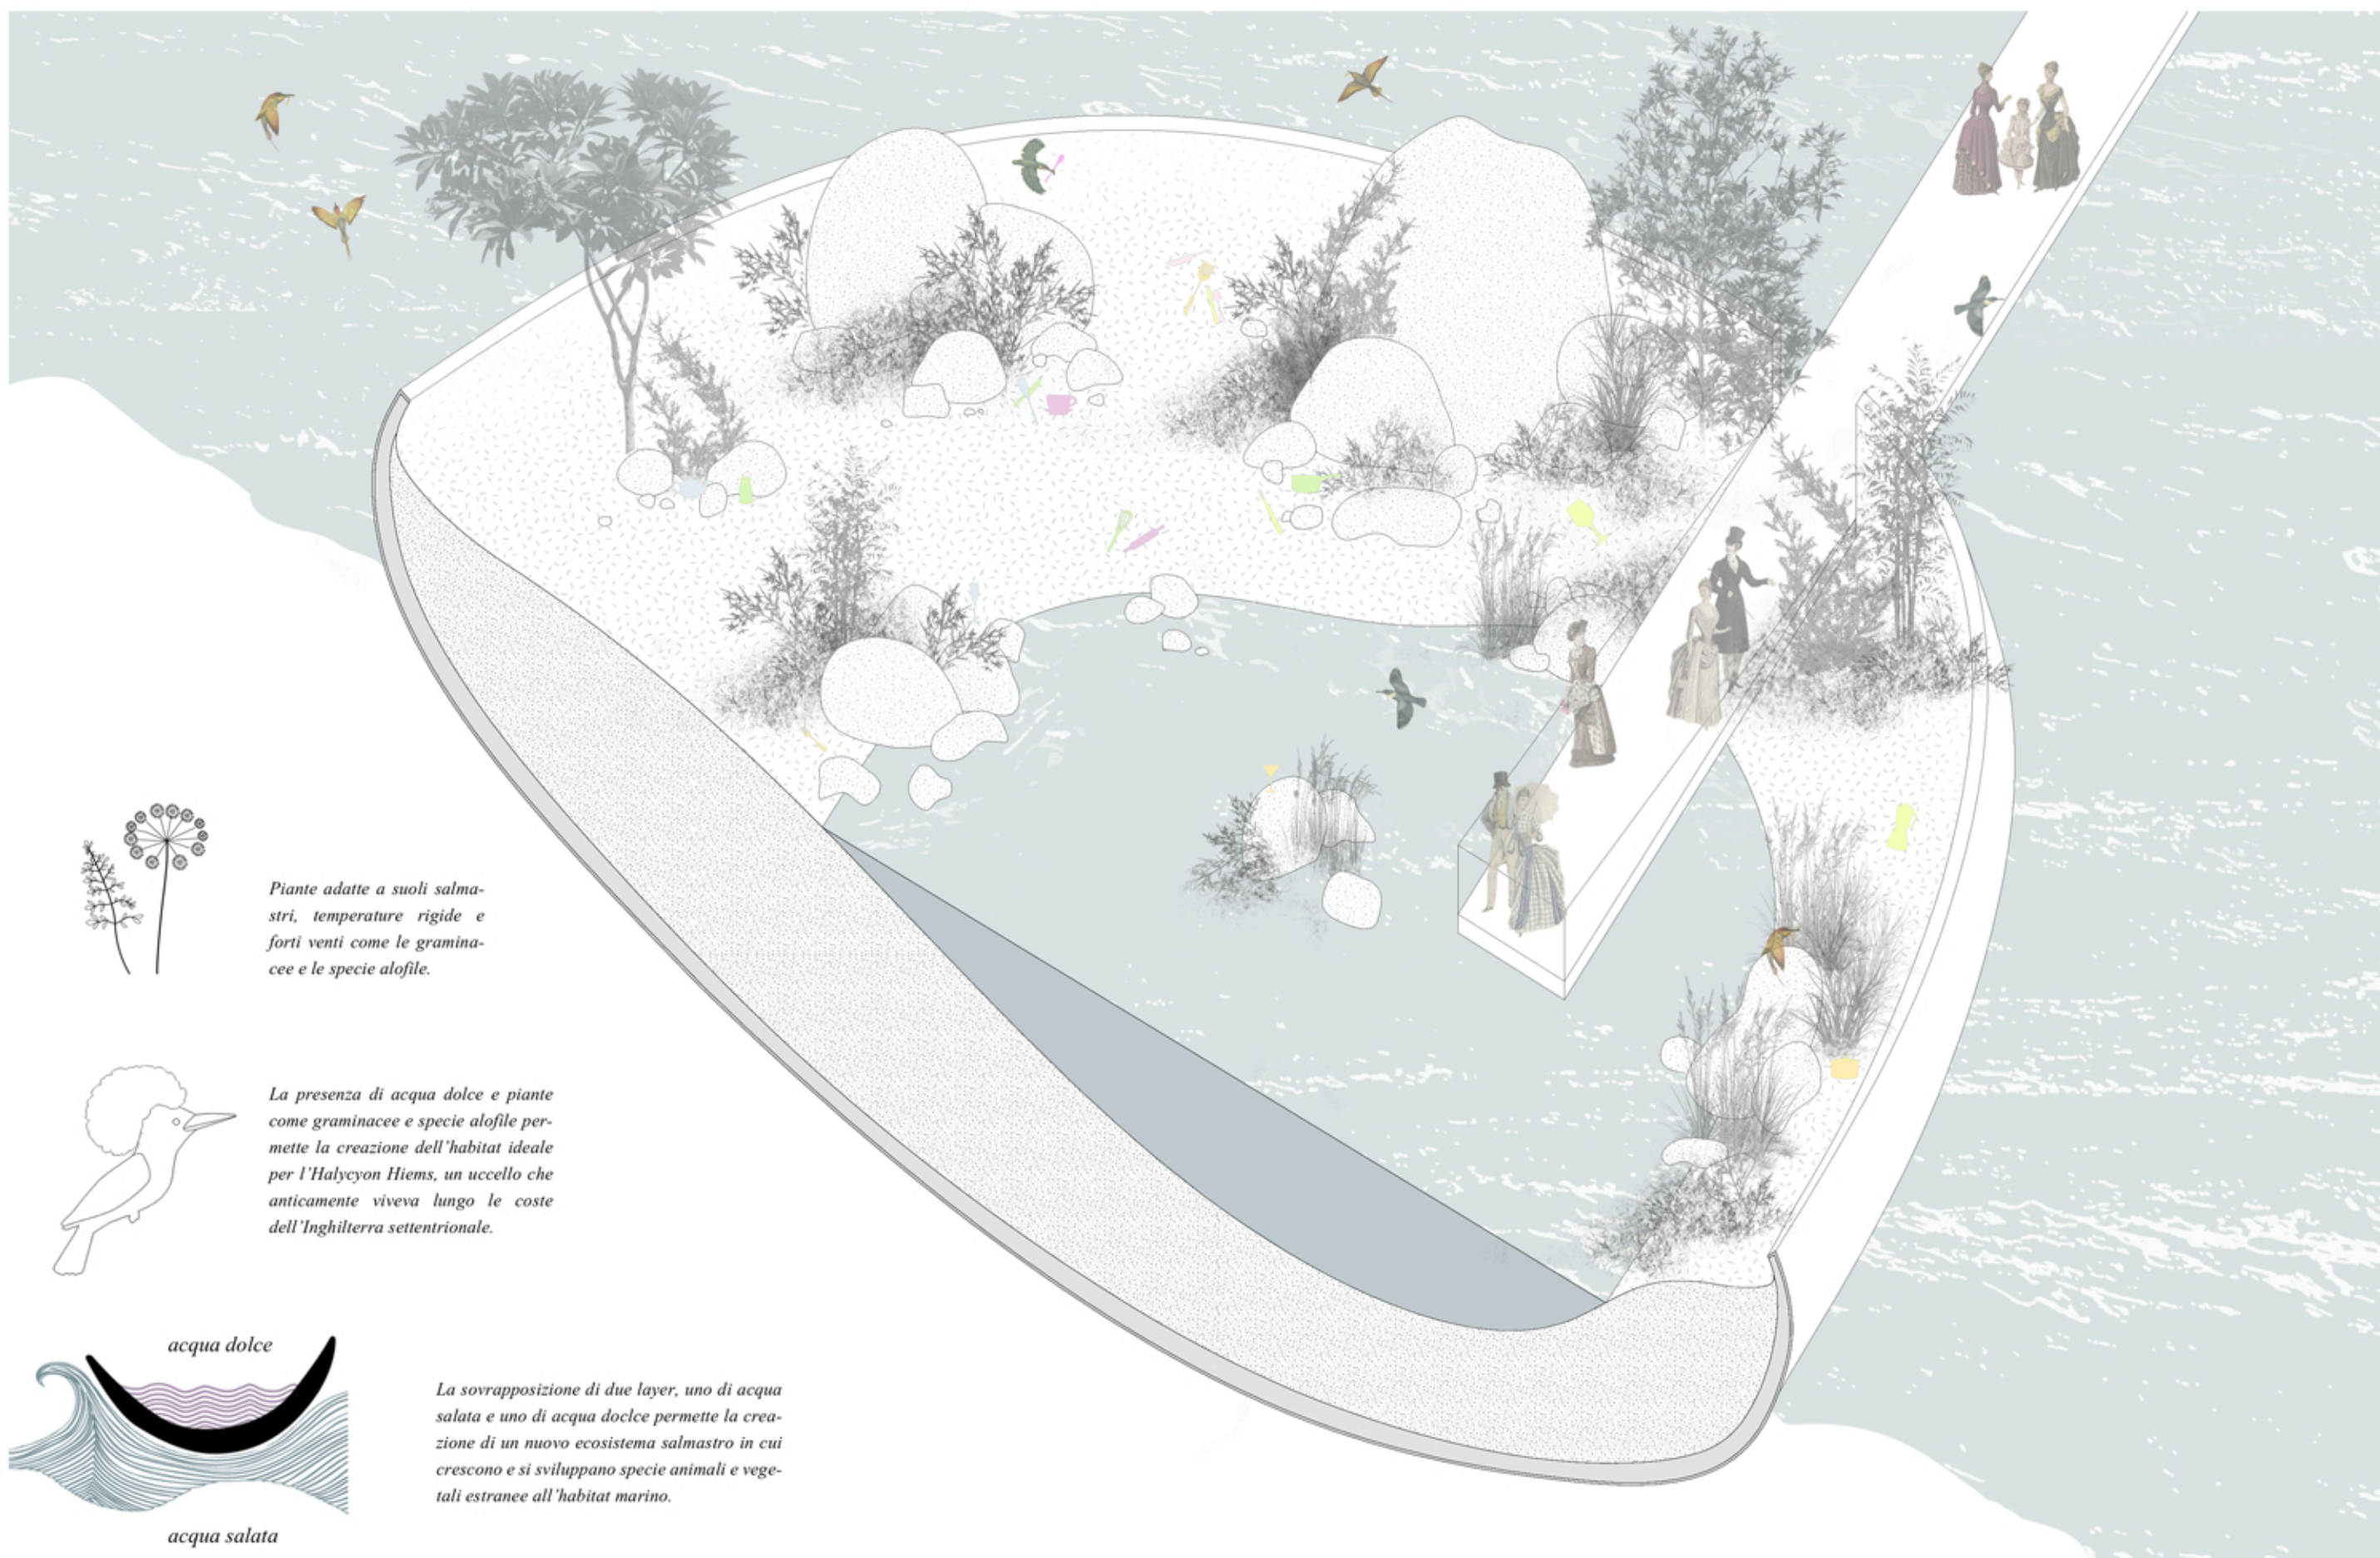 Piante adatte a suoli salma-
stri, temperature rigide e
forti venti come le gramina-
cee e le specie alofile.
La presenza di acqua dolce e piante
come graminacee e specie alofile per-
mette la creazione dell'habitat ideale
per l'Halycyon Hiems, un uccello che
anticamente viveva lungo le coste
dell'Inghilterra settentrionale.
acqua dolce
La sovrapposizione di due layer, uno di acqua
salata e uno di acqua doclce permette la crea-
zione di un nuovo ecosistema salmastro in cui
crescono e si sviluppano specie animali e vege-
tali estranee all'habitat marino.
acqua salata